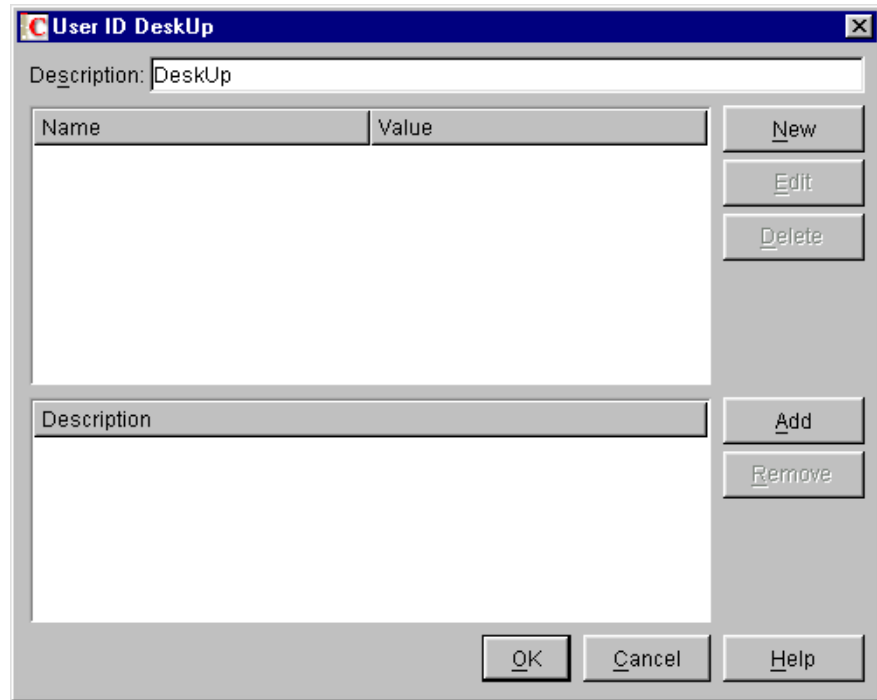 C User ID DeskUp
Description: DeskUp
Name Value
New
Edit
Delete
Description
Add
Remove
OK Cancel Help